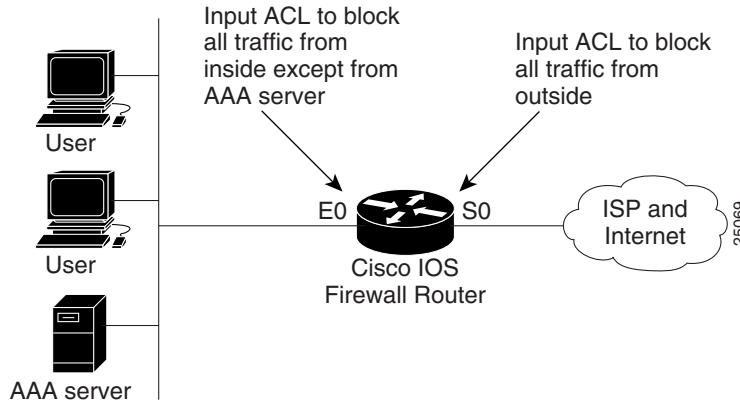 Input ACL to block
all traffic from
inside except from
AAA server
Input ACL to block
all traffic from
outside
User
E0
S0
ISP and
Internet
User
Cisco IOS
Firewall Router
AAA server
25069